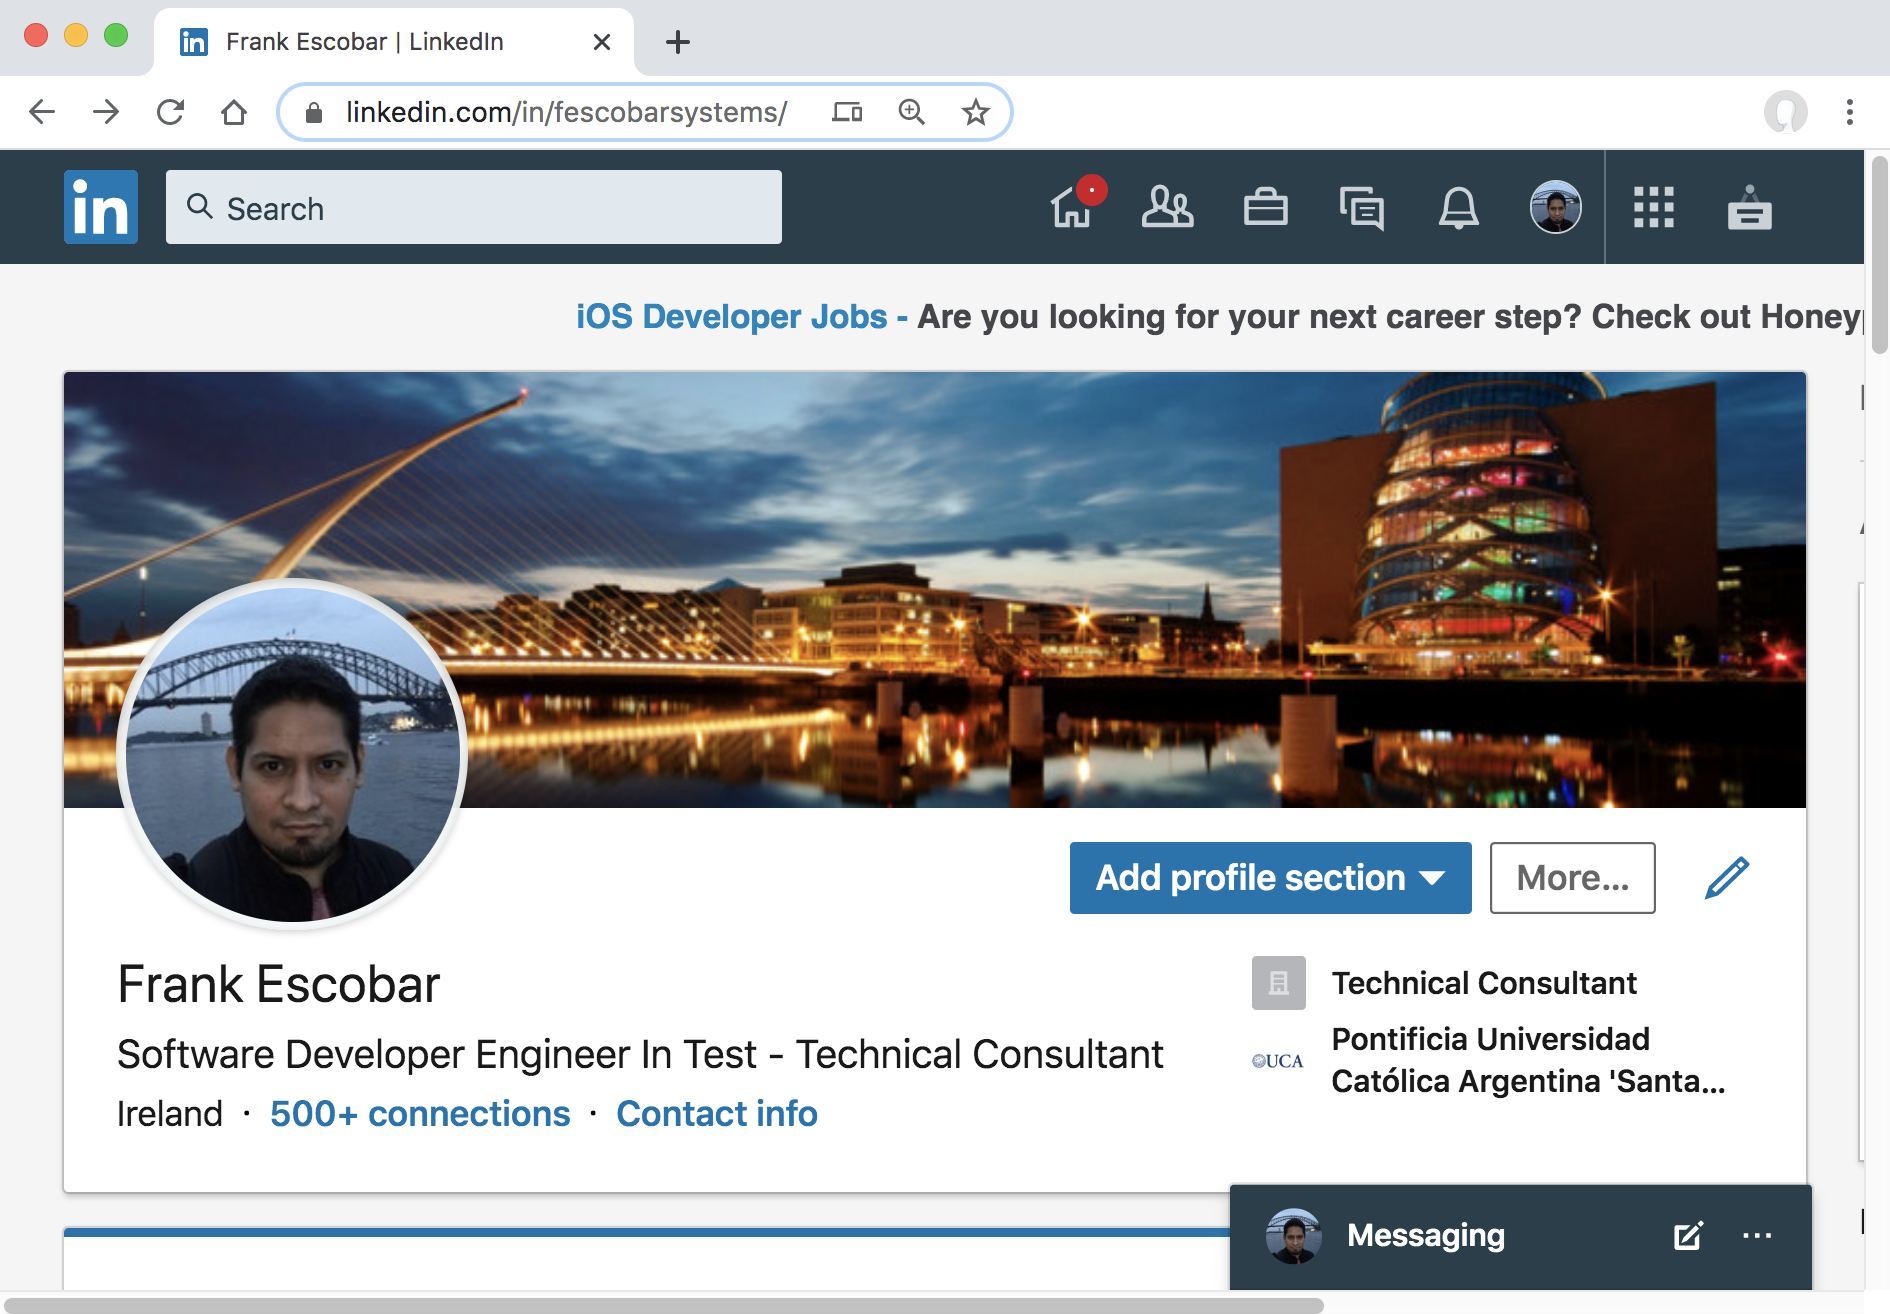 Frank Escobar | LinkedIn
linkedin.com/in/fescobarsystems/
in
Search
iOS Developer Jobs - Are you looking for your next career step? Check out
Add profile section
More...
Frank Escobar
Software Developer Engineer In Test - Technical Consultant
Ireland · 500+ connections · Contact info
Technical Consultant
UCA
Pontificia Universidad
Católica Argentina 'Santa...
Messaging